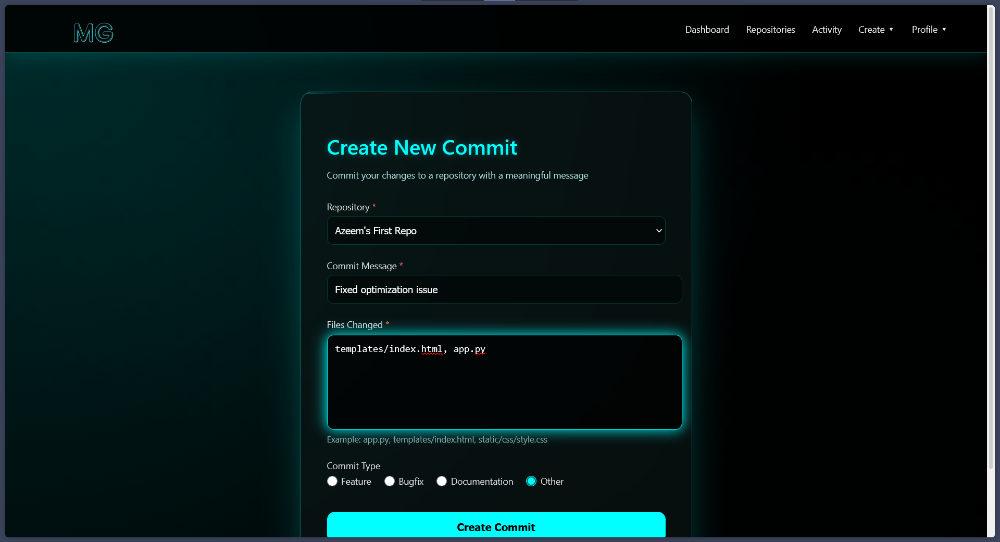 MG
Dashboard Repositories Activity Create ▼ Profile ▼
Create New Commit
Commit your changes to a repository with a meaningful message
Repository *
Azeem's First Repo
Commit Message *
Fixed optimization issue
Files Changed *
templates/index.html, app.py
Example: app.py, templates/index.html, static/css/style.css
Commit Type
Feature Bugfix Documentation Other
Create Commit